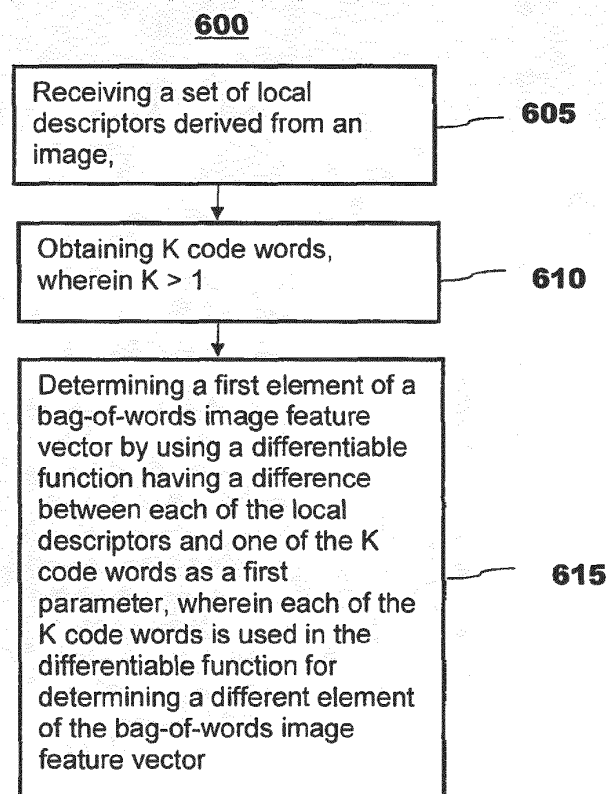 600
Receiving a set of local
descriptors derived from an
image,
605
Obtaining K code words,
wherein K > 1
610
Determining a first element of a
bag-of-words image feature
vector by using a differentiable
function having a difference
between each of the local
descriptors and one of the K
code words as a first
parameter, wherein each of the
K code words is used in the
differentiable function for
determining a different element
of the bag-of-words image
feature vector
615